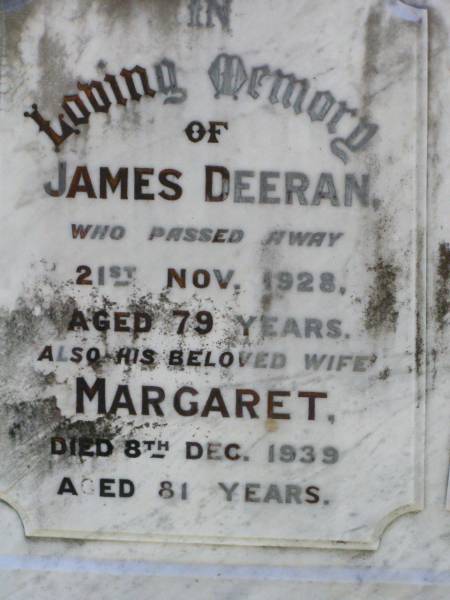 IN
Loving Memory
OF
JAMES DEERAN,
WHO PASSED AWAY
21ST NOV. 1928,
AGED 79 YEARS.
ALSO HIS BELOVED WIFE
MARGARET,
DIED 8TH DEC. 1939
AGED 81 YEARS.